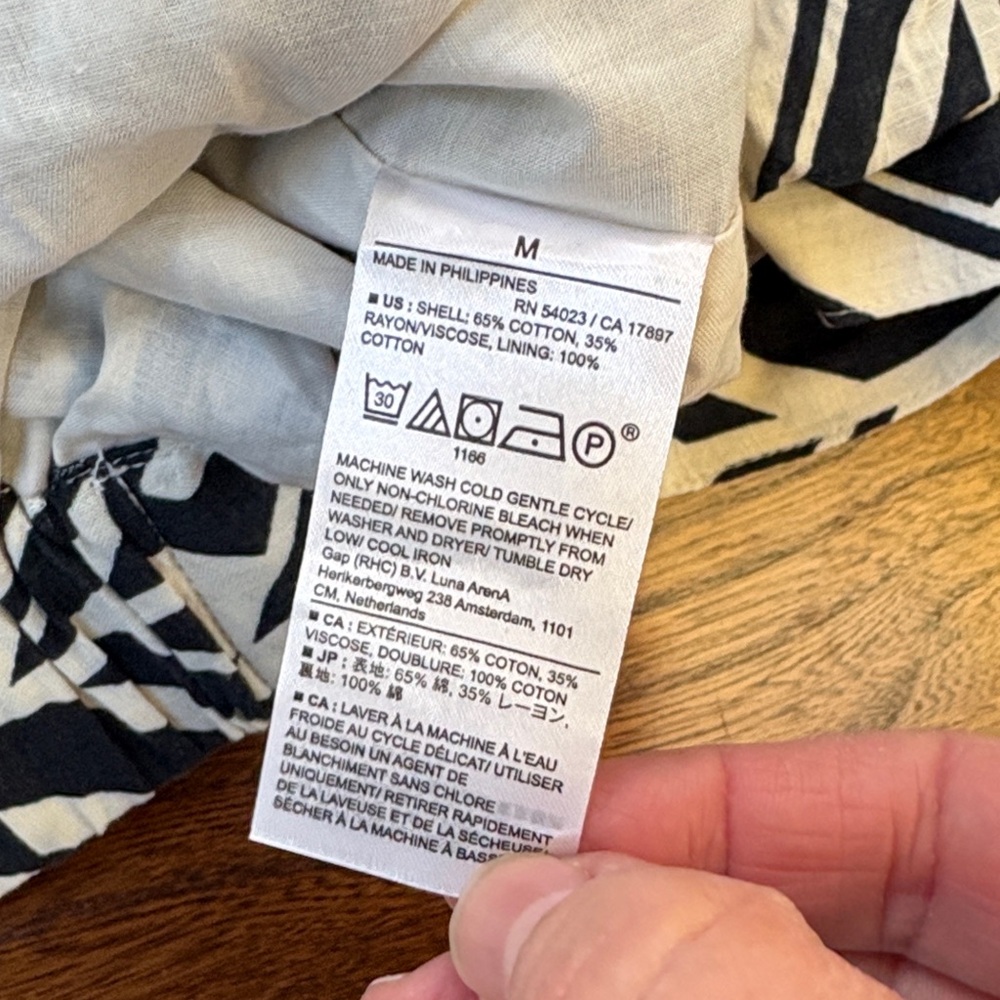 M
MADE IN PHILIPPINES
RN 54023 / CA 17897
■ US : SHELL: 65% COTTON, 35%
RAYON/VISCOSE, LINING: 100%
COTTON
30
P ®
1166
MACHINE WASH COLD GENTLE CYCLE/
ONLY NON-CHLORINE BLEACH WHEN
NEEDED/ REMOVE PROMPTLY FROM
WASHER AND DRYER/ TUMBLE DRY
LOW/ COOL IRON
Gap (RHC) B.V. Luna ArenA
Herikerbergweg 238 Amsterdam, 1101
CM, Netherlands
■ CA : EXTÉRIEUR: 65% COTON, 35%
VISCOSE, DOUBLURE: 100% COTON
■ JP : 表地: 65% 綿, 35% レーヨン,
裏地: 100% 綿
■ CA : LAVER À LA MACHINE À L'EAU
FROIDE AU CYCLE DÉLICAT/ UTILISER
AU BESOIN UN AGENT DE
BLANCHIMENT SANS CHLORE
UNIQUEMENT/ RETIRER RAPIDEMENT
DE LA LAVEUSE ET DE LA SÉCHEUSE/
SÉCHER À LA MACHINE À